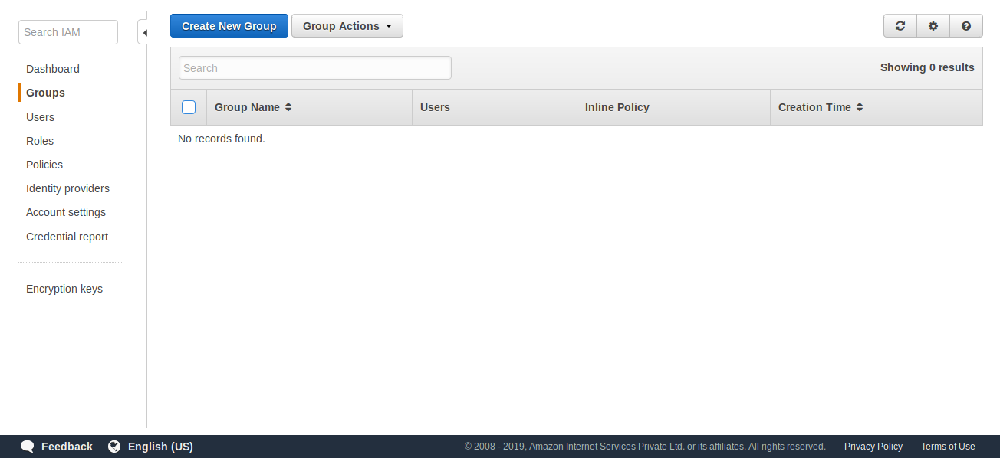 Search IAM
Dashboard
Groups
Users
Roles
Policies
Identity providers
Account settings
Credential report
Encryption keys
Create New Group
Group Actions
Search
Showing 0 results
Group Name
Users
Inline Policy
Creation Time
No records found.
Feedback
English (US)
© 2008 - 2019, Amazon Internet Services Private Ltd. or its affiliates. All rights reserved.
Privacy Policy
Terms of Use